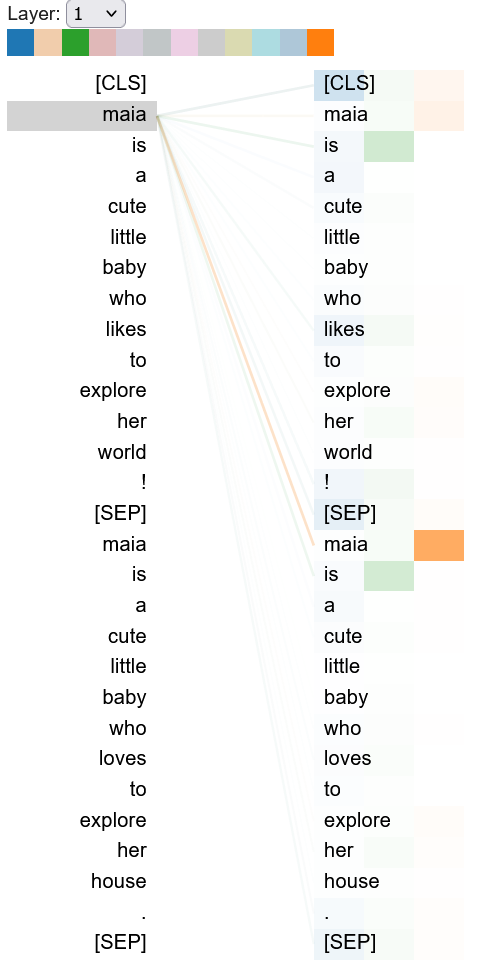 Layer: 1
[CLS] [CLS]
maia maia
is is
a a
cute cute
little little
baby baby
who who
likes likes
to to
explore explore
her her
world world
! !
[SEP] [SEP]
maia maia
is is
a a
cute cute
little little
baby baby
who who
loves loves
to to
explore explore
her her
house house
. .
[SEP] [SEP]